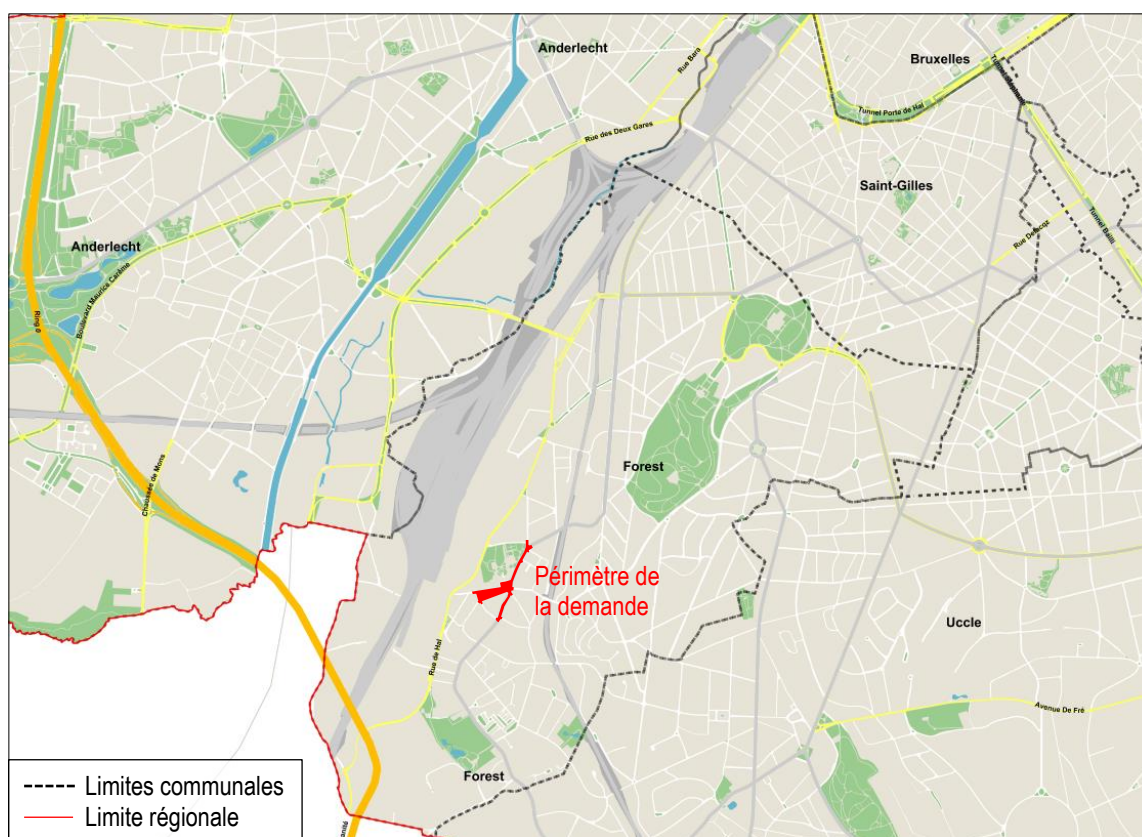 Anderlecht
Rue Bara
Bruxelles
Tunnel Porte de Hal
Rue des Deux Gares
Saint-Gilles
Anderlecht
Rue Defacqz
Tunnel Bailli
Boulevard Maurice Carême
Ring 0
Forest
Chaussée de Mons
Périmètre de
la demande
Uccle
Rue de Hal
Avenue De Fré
Forest
Limites communales
Limite régionale